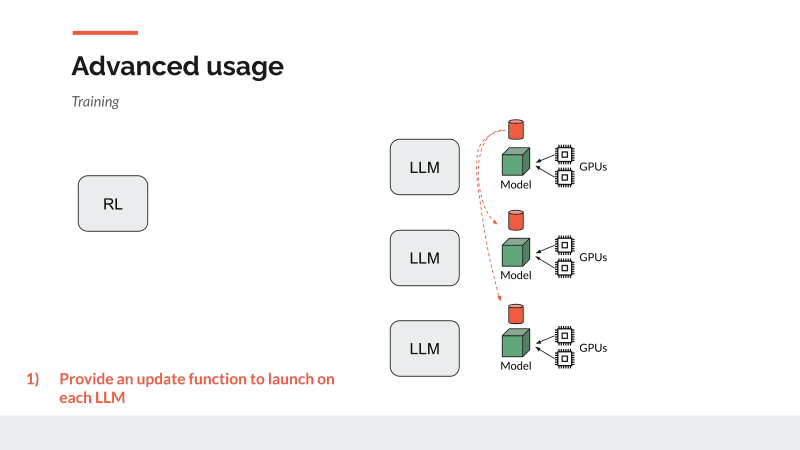 Advanced usage
Training
RL
LLM
Model
GPUs
LLM
Model
GPUs
LLM
Model
GPUs
1) Provide an update function to launch on
each LLM